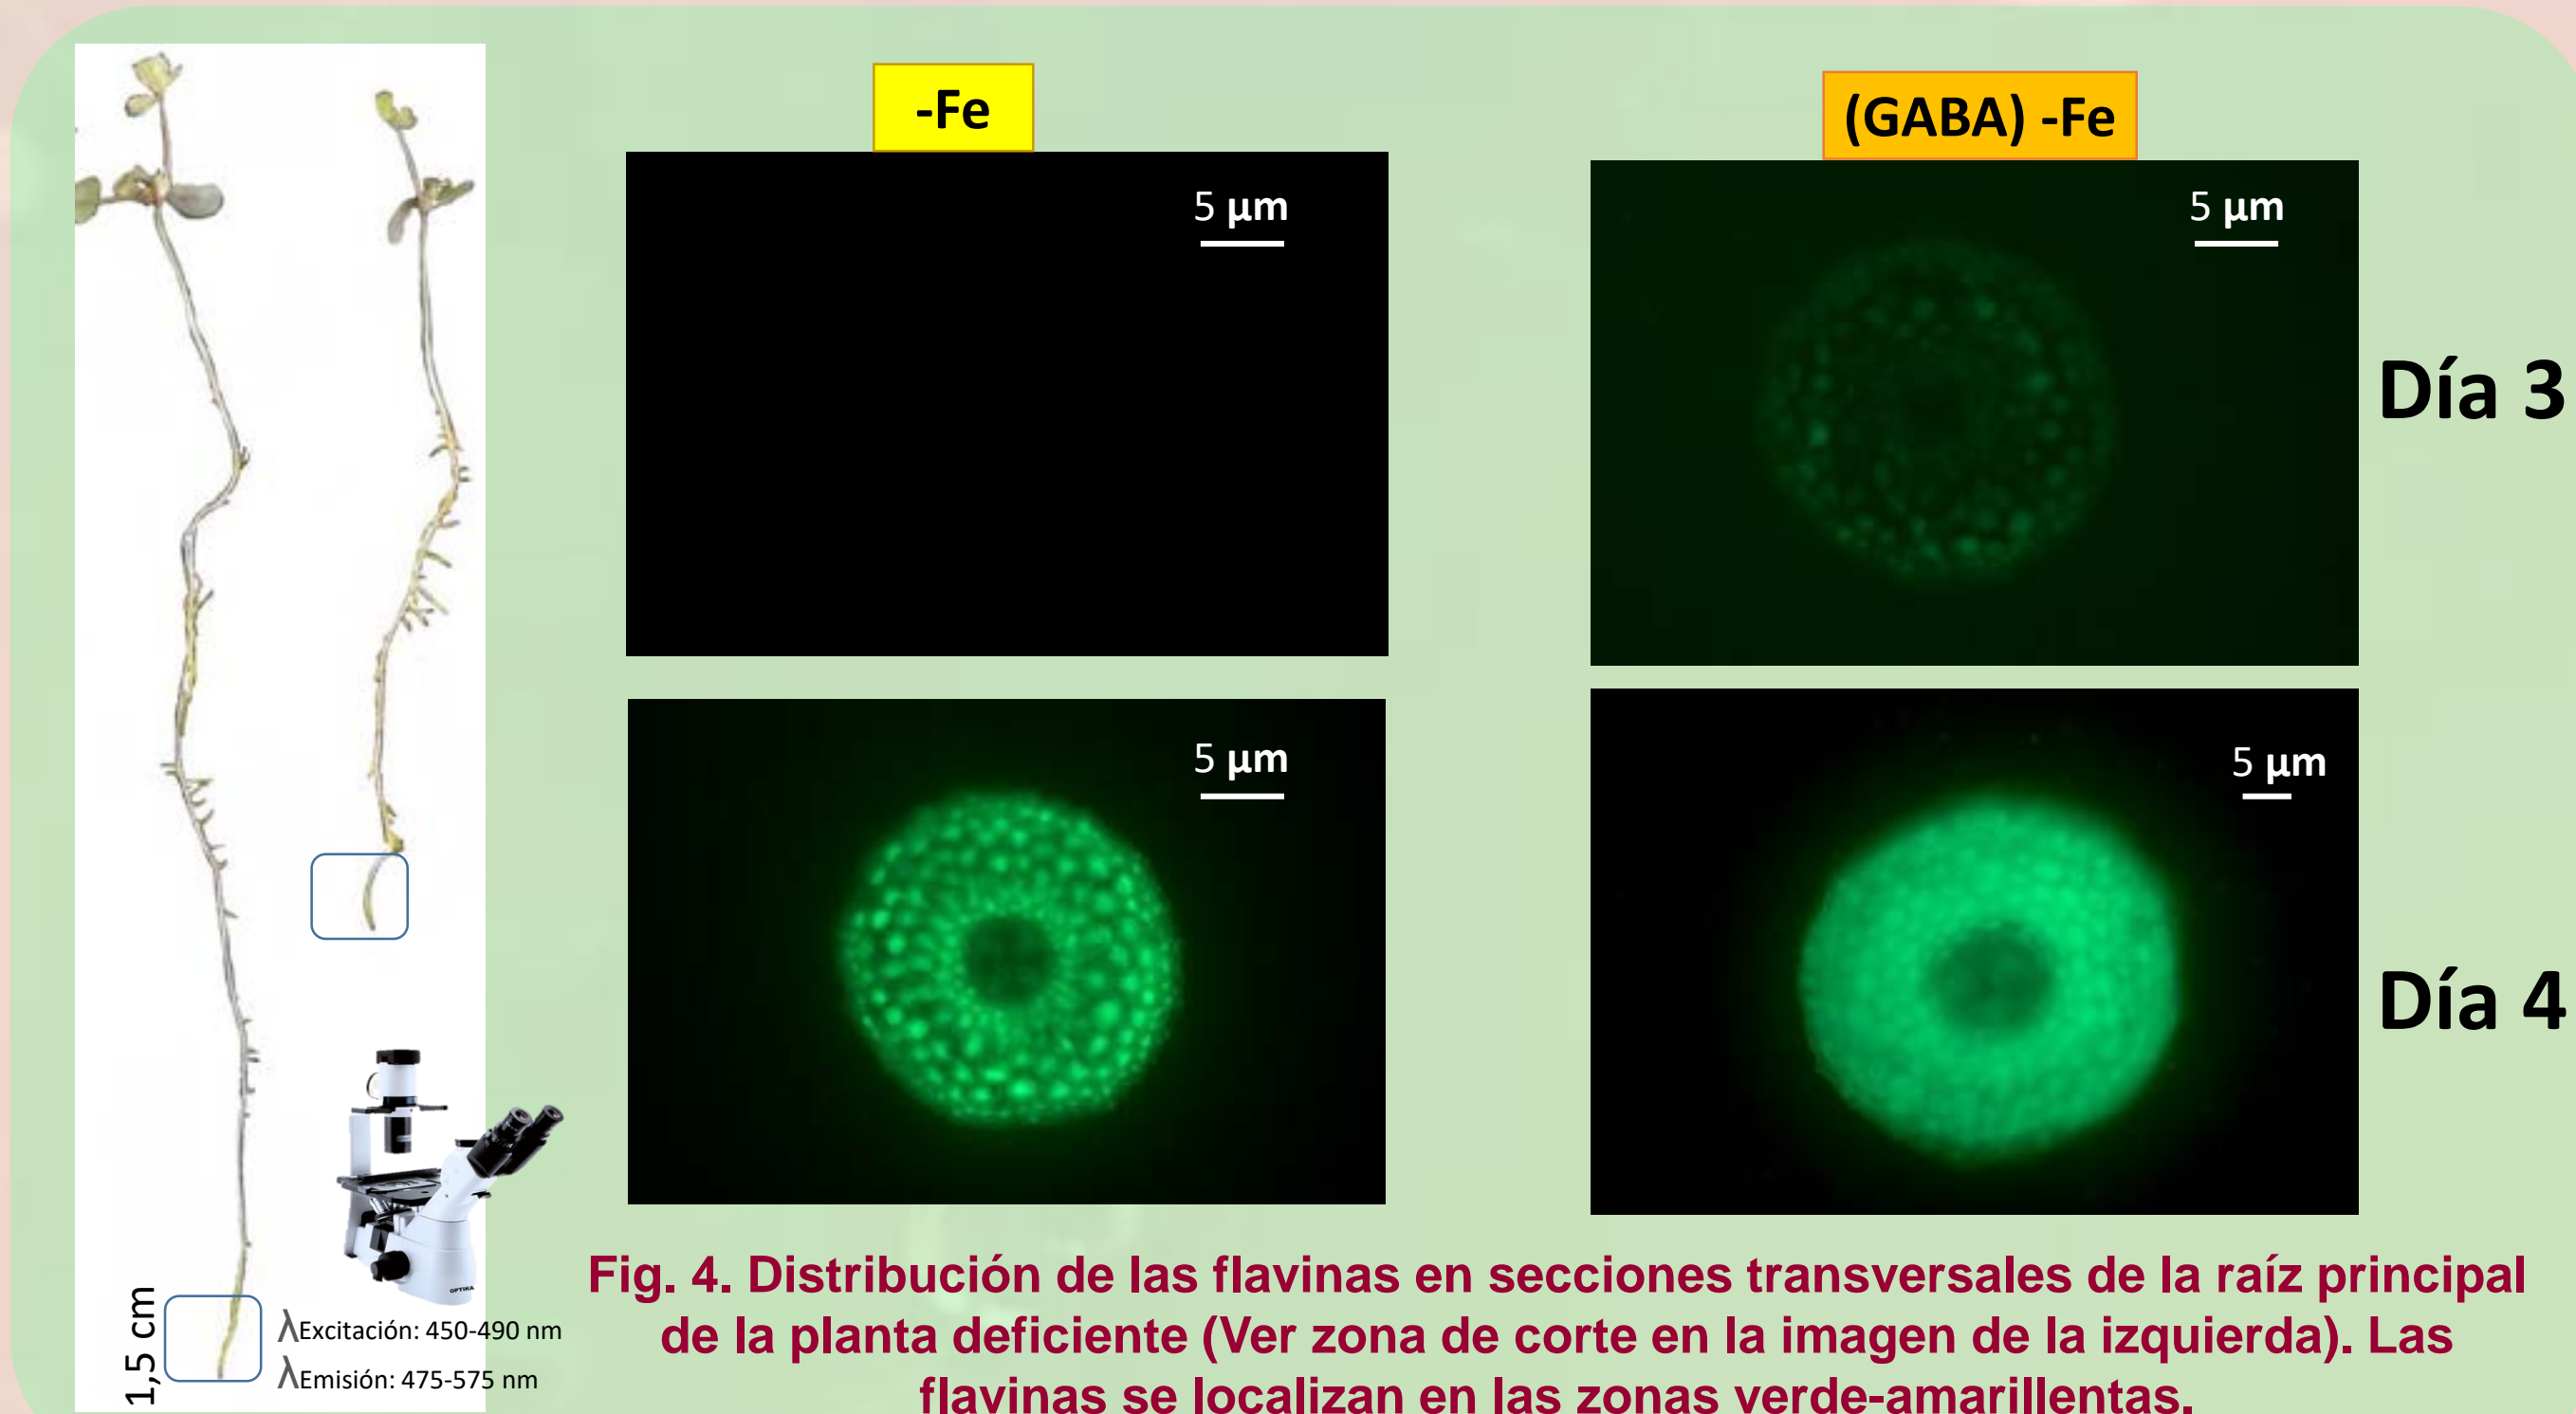 -Fe
(GABA) -Fe
5 µm
5 µm
Día 3
5 µm
5 µm
Día 4
1,5 cm
OPTIKA
λExcitación: 450-490 nm
λEmisión: 475-575 nm
Fig. 4. Distribución de las flavinas en secciones transversales de la raíz principal
de la planta deficiente (Ver zona de corte en la imagen de la izquierda). Las
flavinas se localizan en las zonas verde-amarillentas.